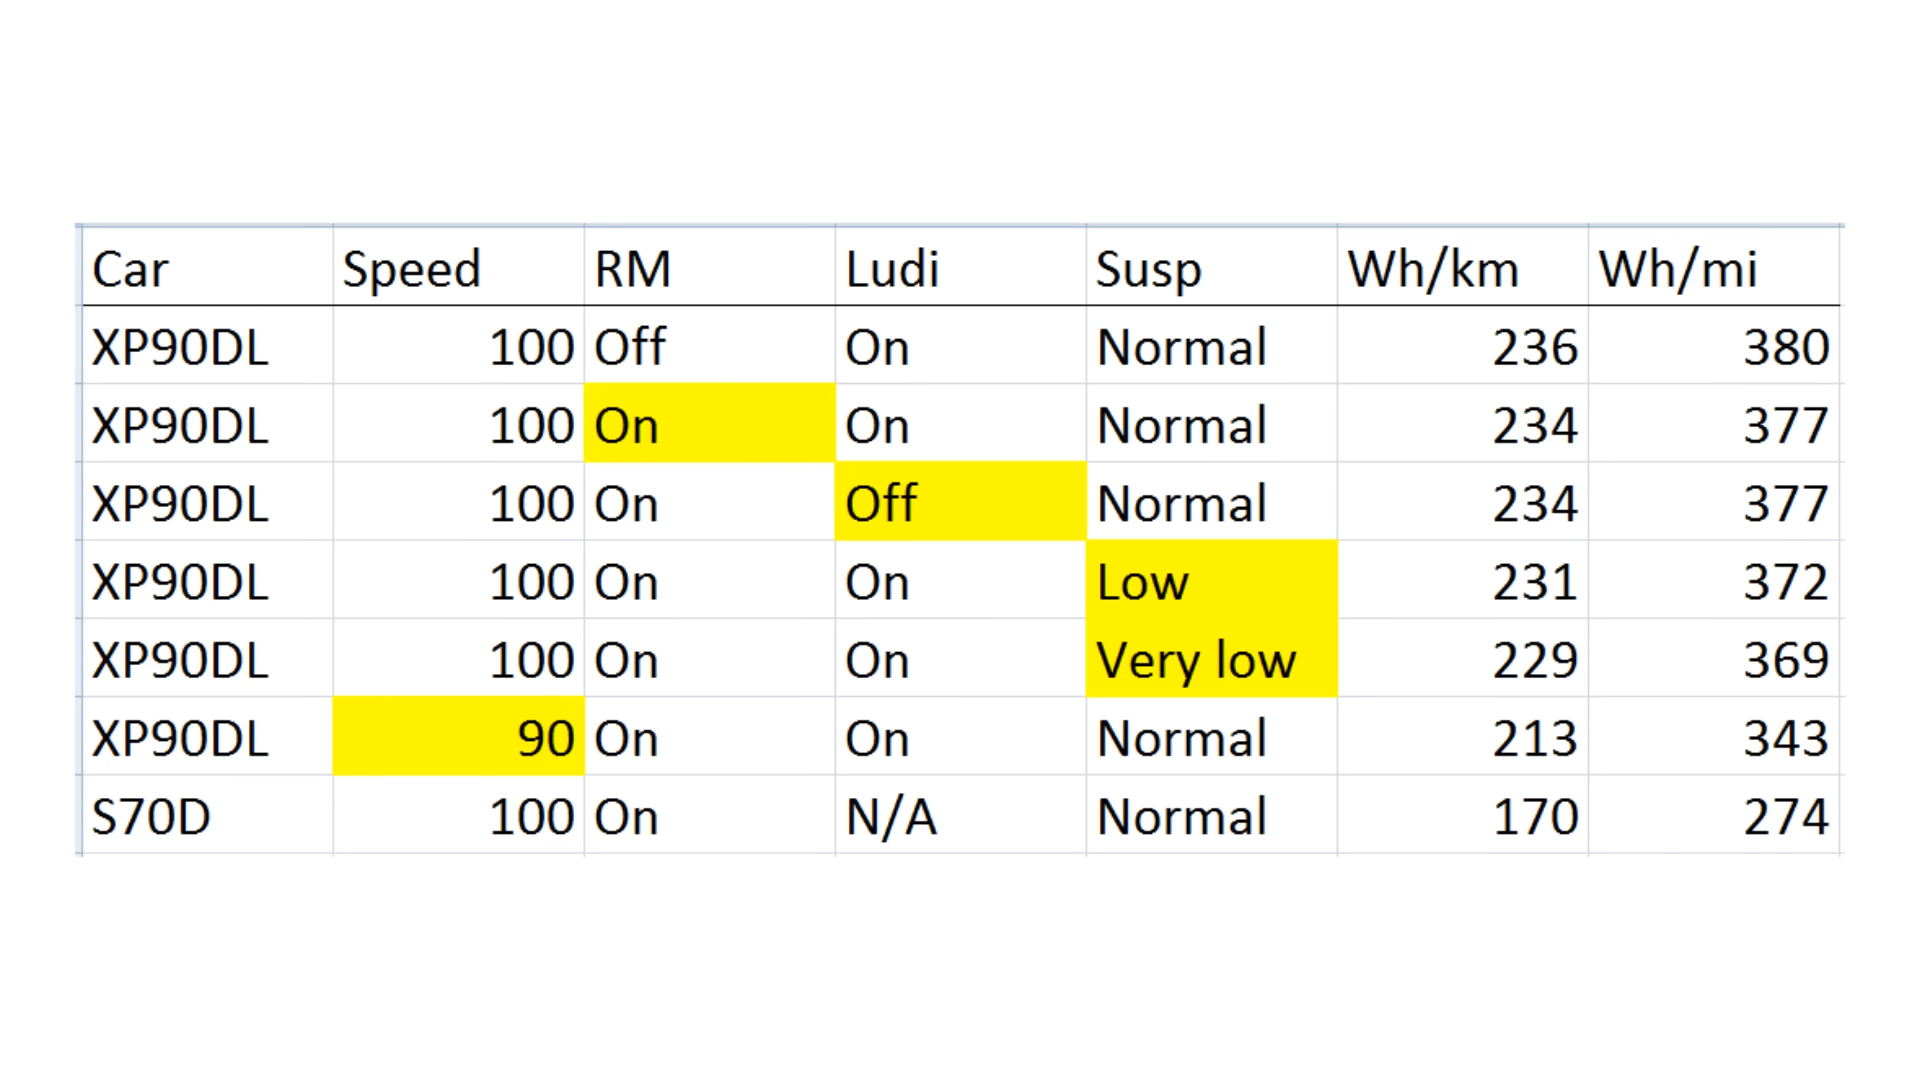 Car Speed RM Ludi Susp Wh/km Wh/mi
XP90DL 100 Off On Normal 236 380
XP90DL 100 On On Normal 234 377
XP90DL 100 On Off Normal 234 377
XP90DL 100 On On Low 231 372
XP90DL 100 On On Very low 229 369
XP90DL 90 On On Normal 213 343
S70D 100 On N/A Normal 170 274